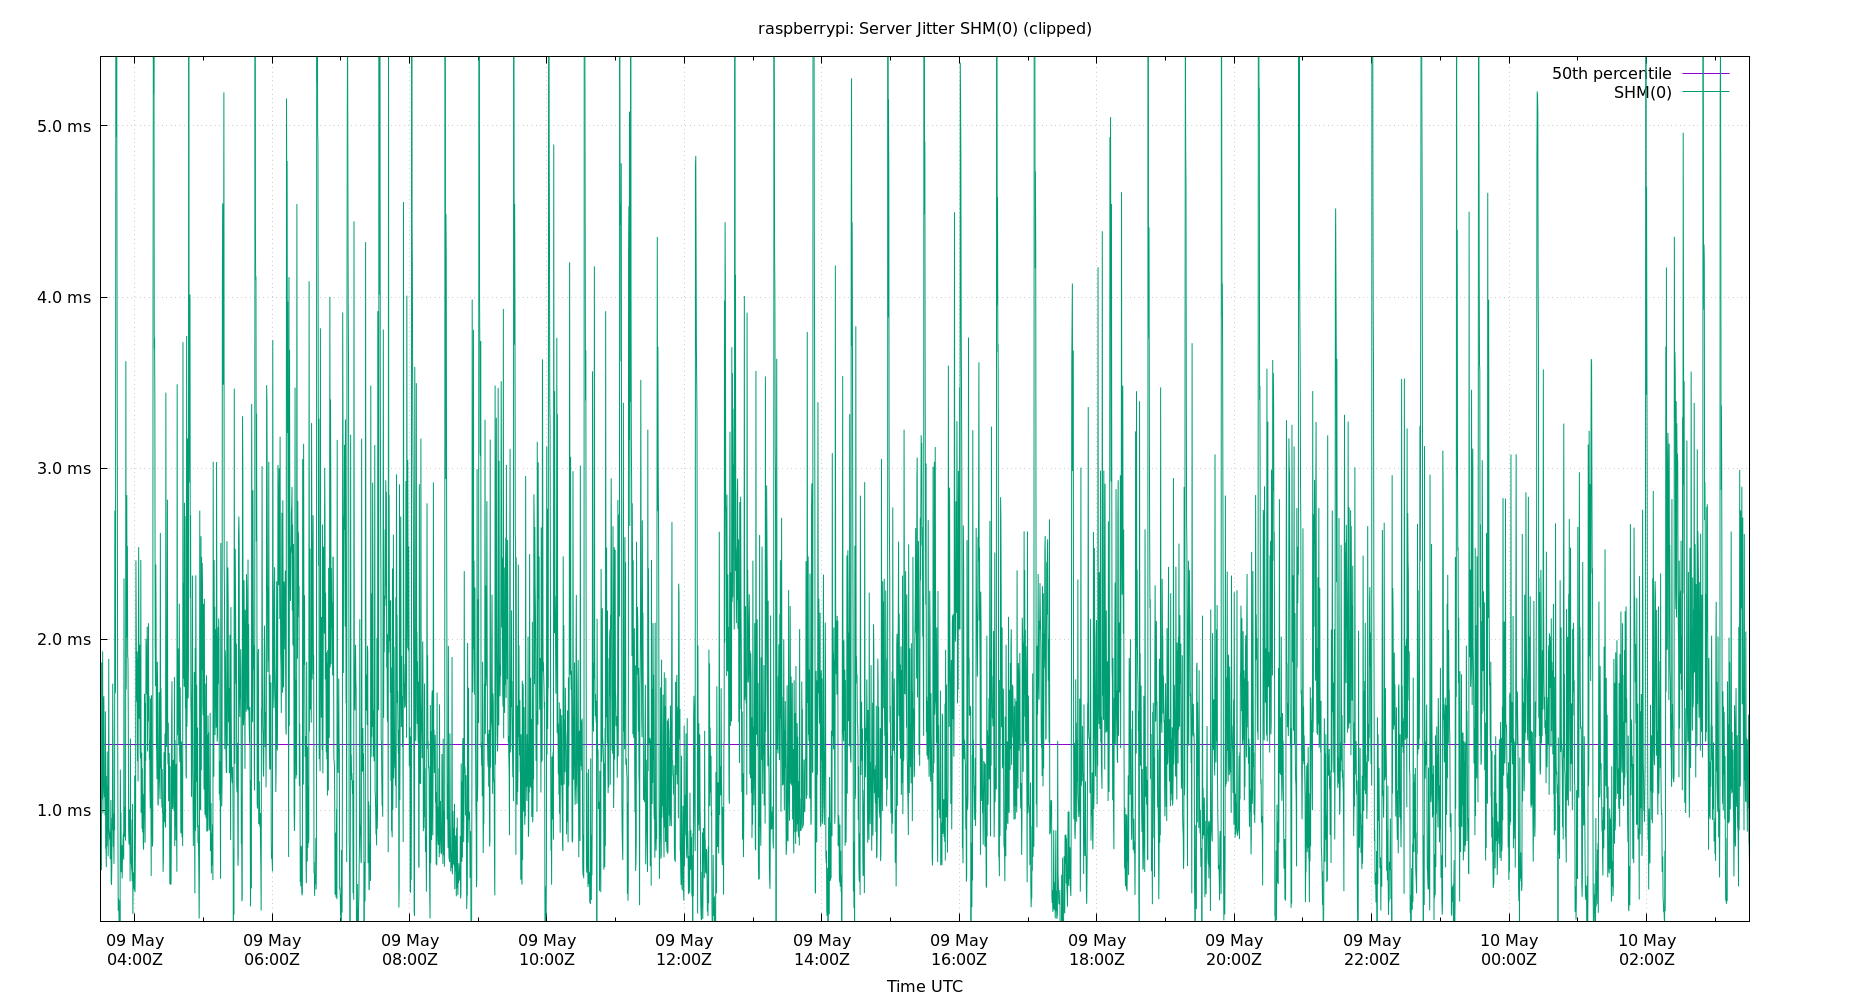 raspberrypi: Server Jitter SHM(0) (clipped)
50th percentile
SHM(0)
5.0 ms
4.0 ms
3.0 ms
2.0 ms
1.0 ms
09 May 09 May 09 May 09 May 09 May 09 May 09 May 09 May 09 May 09 May 10 May 10 May
04:00Z 06:00Z 08:00Z 10:00Z 12:00Z 14:00Z 16:00Z 18:00Z 20:00Z 22:00Z 00:00Z 02:00Z
Time UTC